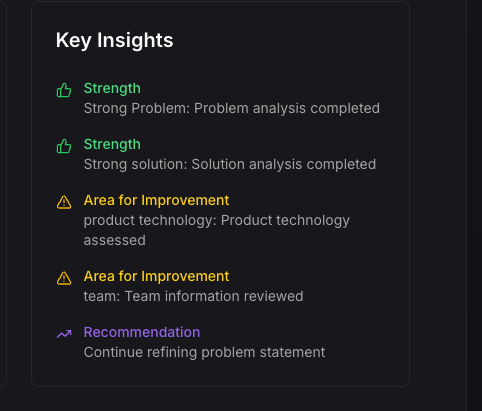 Key Insights
Strength
Strong Problem: Problem analysis completed
Strength
Strong solution: Solution analysis completed
Area for Improvement
product technology: Product technology
assessed
Area for Improvement
team: Team information reviewed
Recommendation
Continue refining problem statement